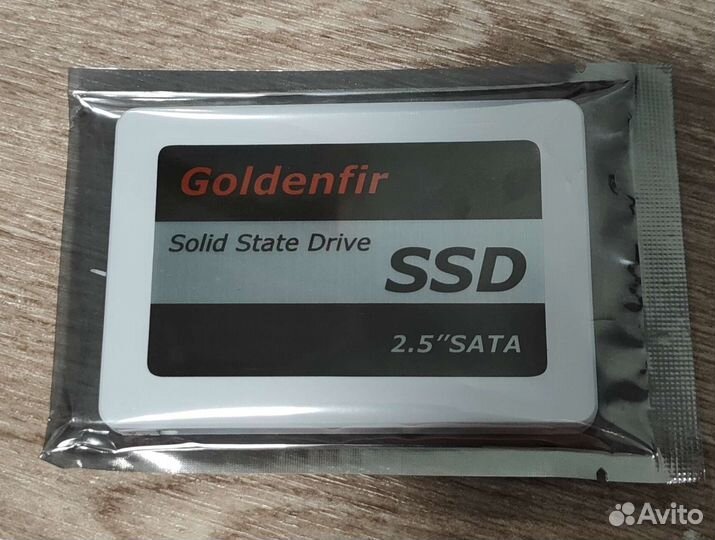 Goldenfir
Solid State Drive
SSD
2.5"SATA
Avito